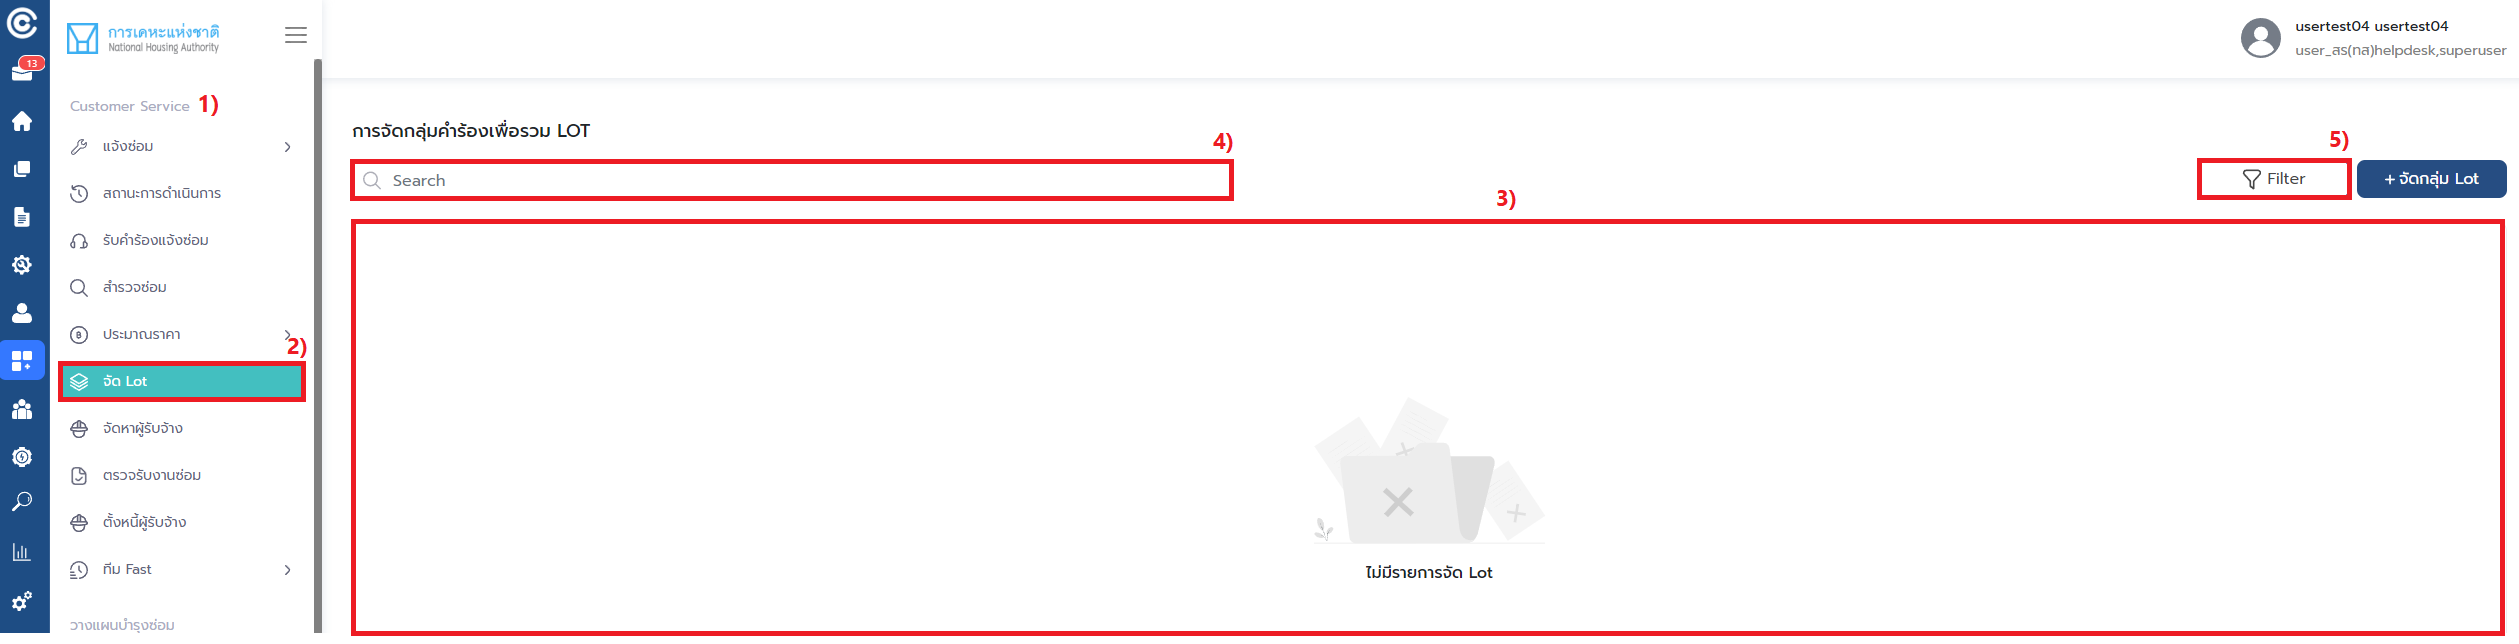 การเคหะแห่งชาติ
National Housing Authority
usertest04 usertest04
user_สร(กส)helpdesk,superuser
13
Customer Service 1)
แจ้งซ่อม
สถานะการดำเนินการ
รับคำร้องแจ้งซ่อม
สำรวจซ่อม
ประมาณราคา
2)
จัด Lot
จัดหาผู้รับจ้าง
ตรวจรับงานซ่อม
ตั้งหนี้ผู้รับจ้าง
ทีม Fast
วางแผนบำรุงซ่อม
การจัดกลุ่มคำร้องเพื่อรวม LOT
4)
5)
Search
Filter
+ จัดกลุ่ม Lot
3)
ไม่มีรายการจัด Lot